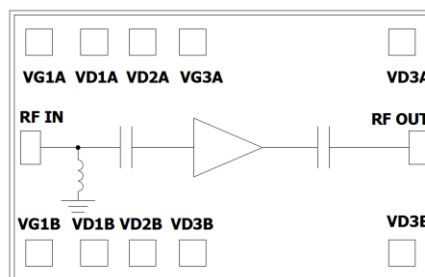 VG1A VD1A VD2A VG3A VD3A
RF IN RF OUT
VG1B VD1B VD2B VD3B VD3B